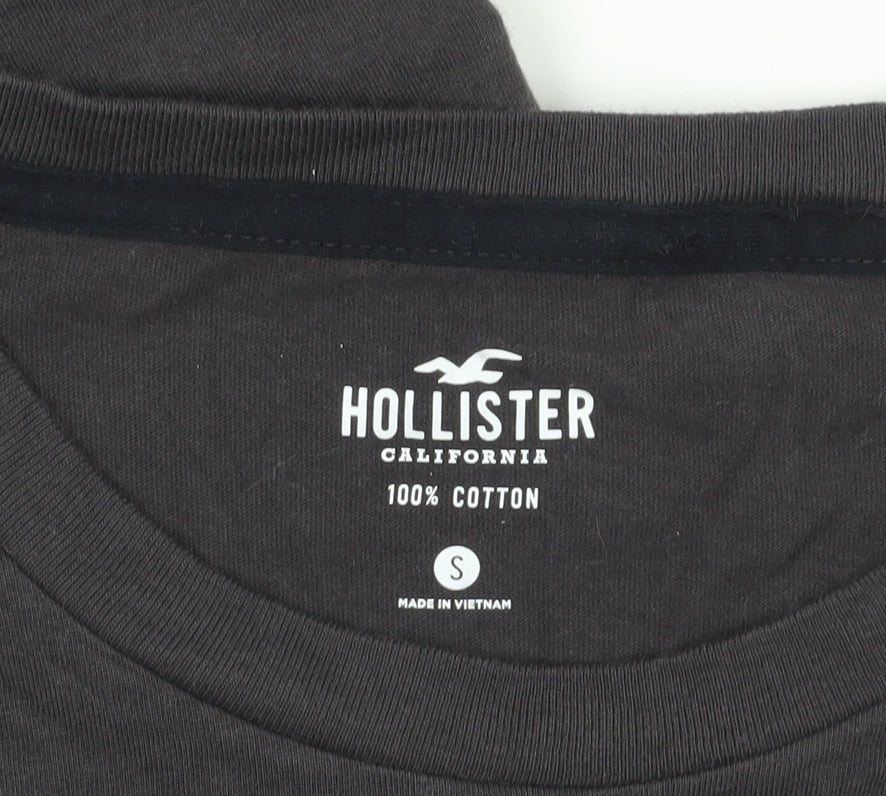 HOLLISTER
CALIFORNIA
100% COTTON
S
MADE IN VIETNAM